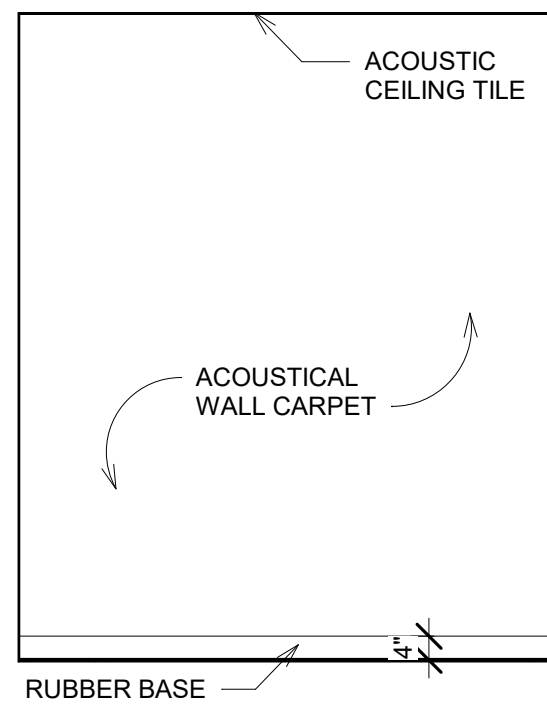 ACOUSTIC
CEILING TILE
ACOUSTICAL
WALL CARPET
4"
RUBBER BASE